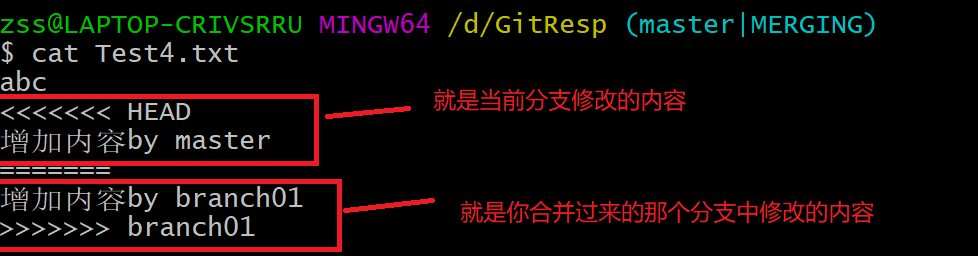 zss@LAPTOP-CRIVSRRU MINGW64 /d/GitResp (master|MERGING)
$ cat Test4.txt
abc
<<<<<<< HEAD
就是当前分支修改的内容
增加内容by master
=======
增加内容by branch01
就是你合并过来的那个分支中修改的内容
>>>>>>> branch01